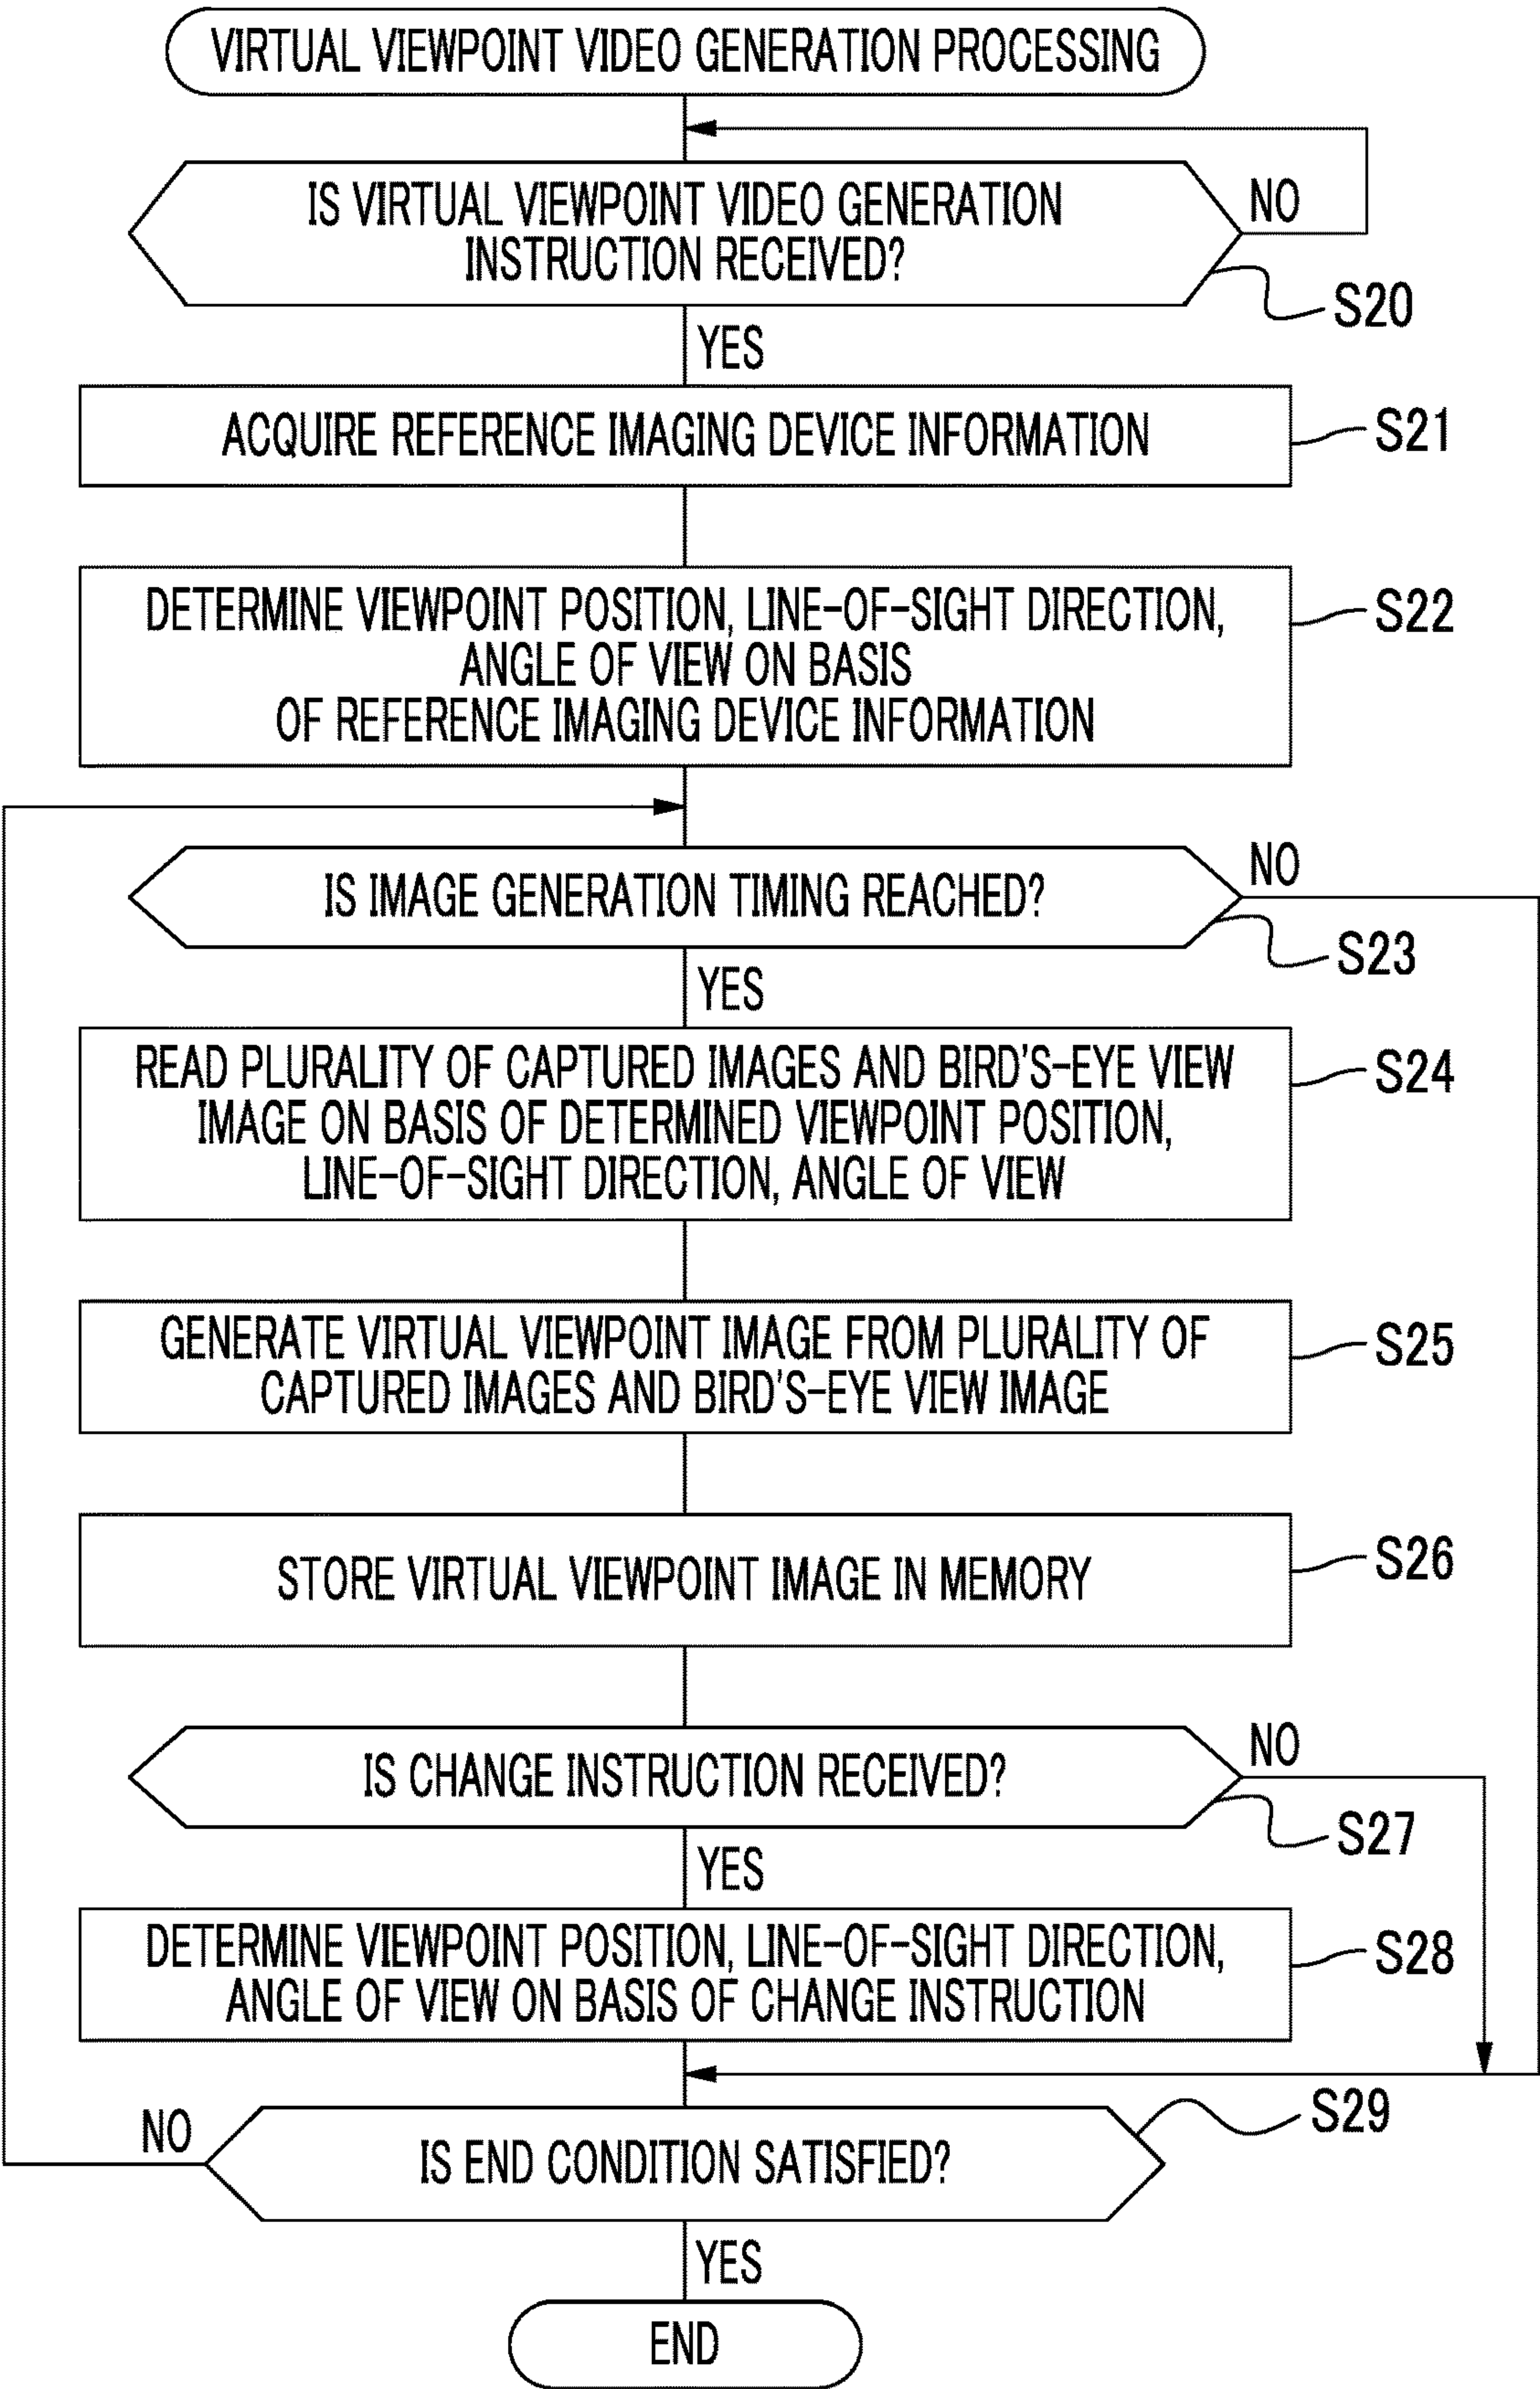 VIRTUAL VIEWPOINT VIDEO GENERATION PROCESSING
IS VIRTUAL VIEWPOINT VIDEO GENERATION
INSTRUCTION RECEIVED?
NO
S20
YES
ACQUIRE REFERENCE IMAGING DEVICE INFORMATION
S21
DETERMINE VIEWPOINT POSITION, LINE-OF-SIGHT DIRECTION,
ANGLE OF VIEW ON BASIS
OF REFERENCE IMAGING DEVICE INFORMATION
S22
IS IMAGE GENERATION TIMING REACHED?
NO
S23
YES
READ PLURALITY OF CAPTURED IMAGES AND BIRD'S-EYE VIEW
IMAGE ON BASIS OF DETERMINED VIEWPOINT POSITION,
LINE-OF-SIGHT DIRECTION, ANGLE OF VIEW
S24
GENERATE VIRTUAL VIEWPOINT IMAGE FROM PLURALITY OF
CAPTURED IMAGES AND BIRD'S-EYE VIEW IMAGE
S25
STORE VIRTUAL VIEWPOINT IMAGE IN MEMORY
S26
IS CHANGE INSTRUCTION RECEIVED?
NO
S27
YES
DETERMINE VIEWPOINT POSITION, LINE-OF-SIGHT DIRECTION,
ANGLE OF VIEW ON BASIS OF CHANGE INSTRUCTION
S28
S29
NO
IS END CONDITION SATISFIED?
YES
END